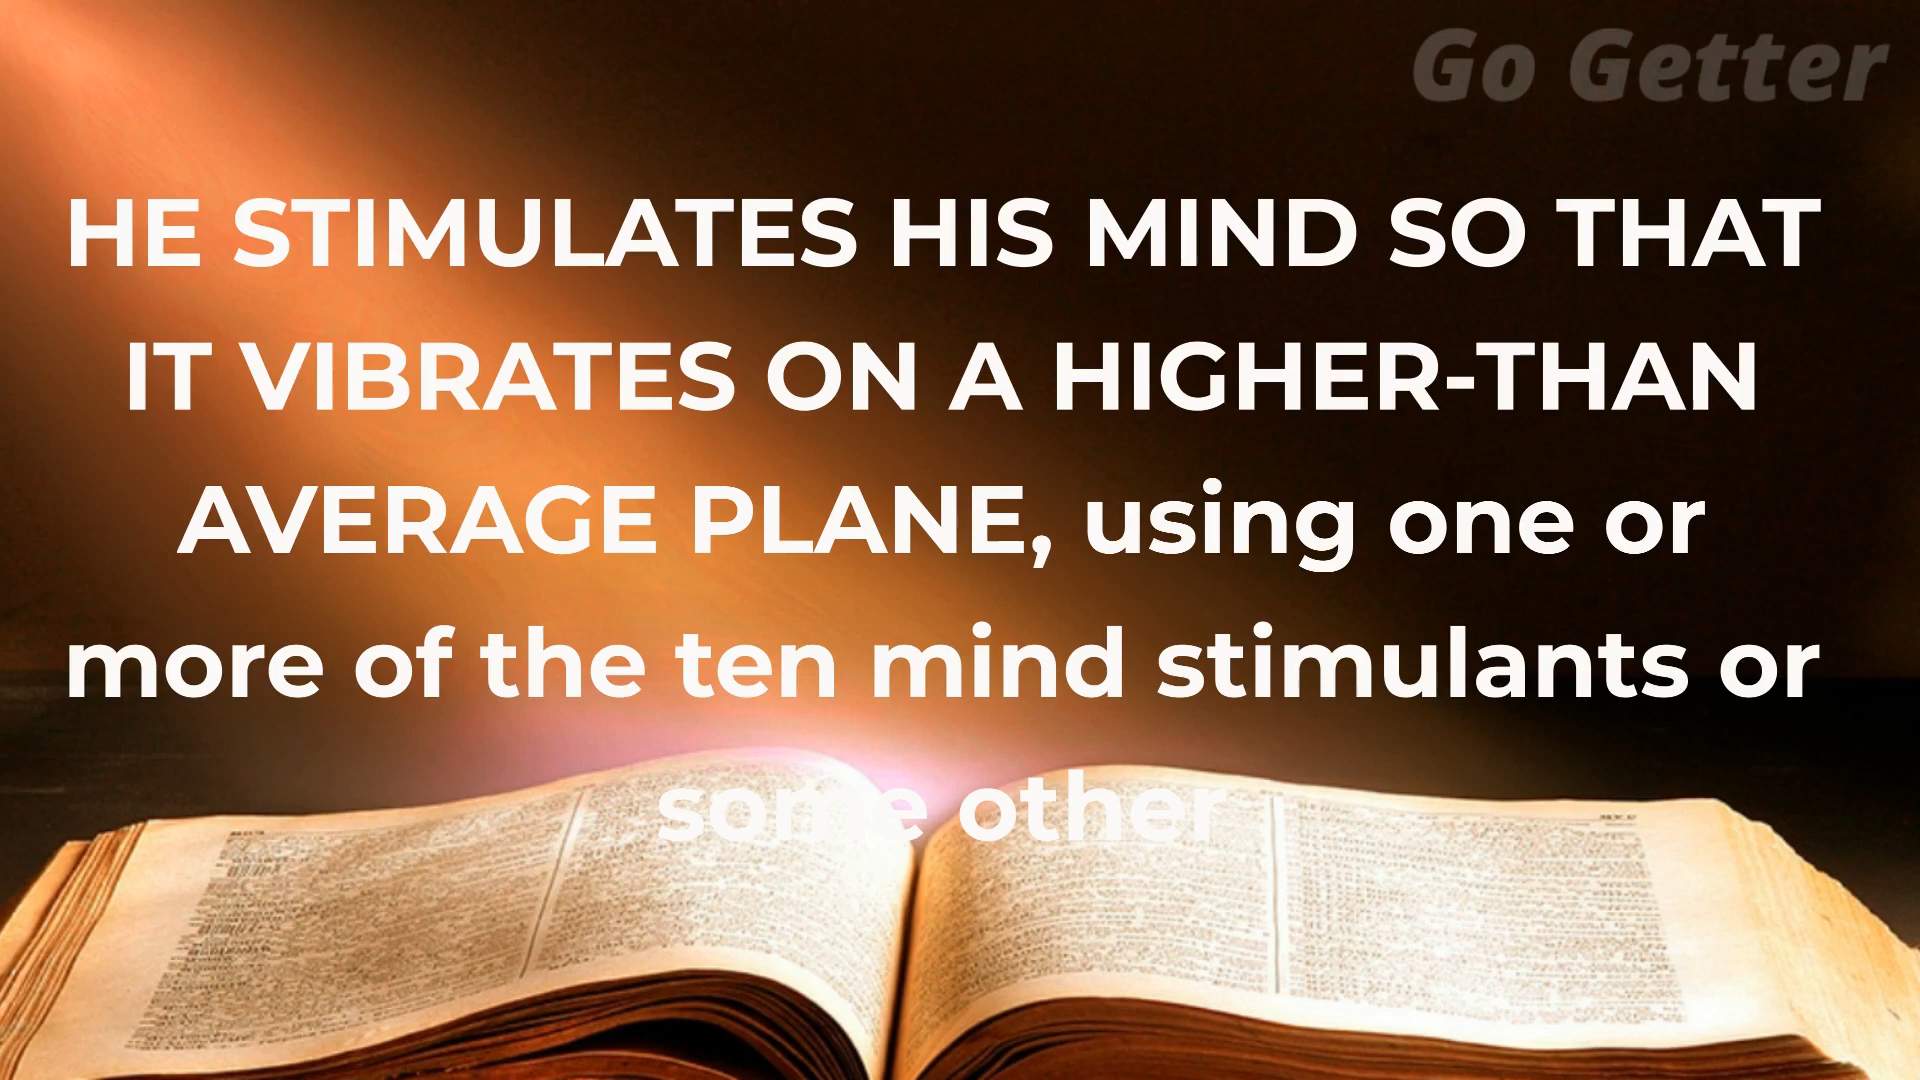 Go Getter
HE STIMULATES HIS MIND SO THAT
IT VIBRATES ON A HIGHER-THAN
AVERAGE PLANE, using one or
more of the ten mind stimulants or
some other